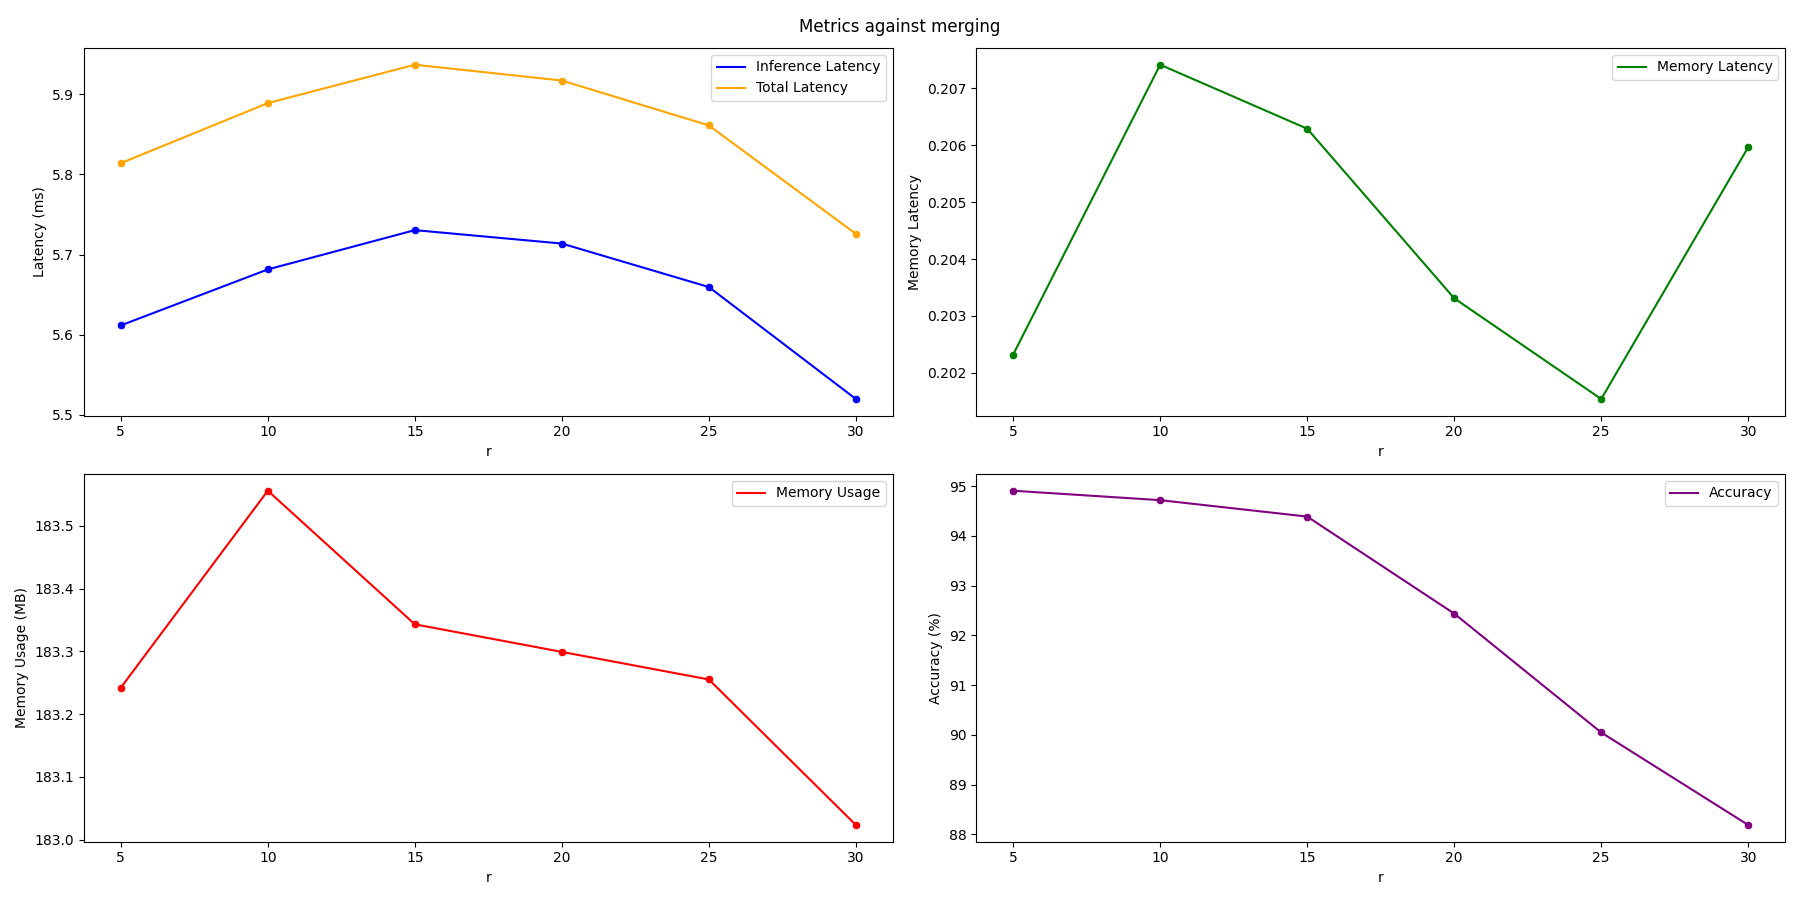 Metrics against merging
Inference Latency
Total Latency
Latency (ms)
5.9
5.8
5.7
5.6
5.5
5 10 15 20 25 30
r
Memory Latency
Memory Latency
0.207
0.206
0.205
0.204
0.203
0.202
5 10 15 20 25 30
r
Memory Usage
Memory Usage (MB)
183.5
183.4
183.3
183.2
183.1
183.0
5 10 15 20 25 30
r
Accuracy
Accuracy (%)
95
94
93
92
91
90
89
88
5 10 15 20 25 30
r